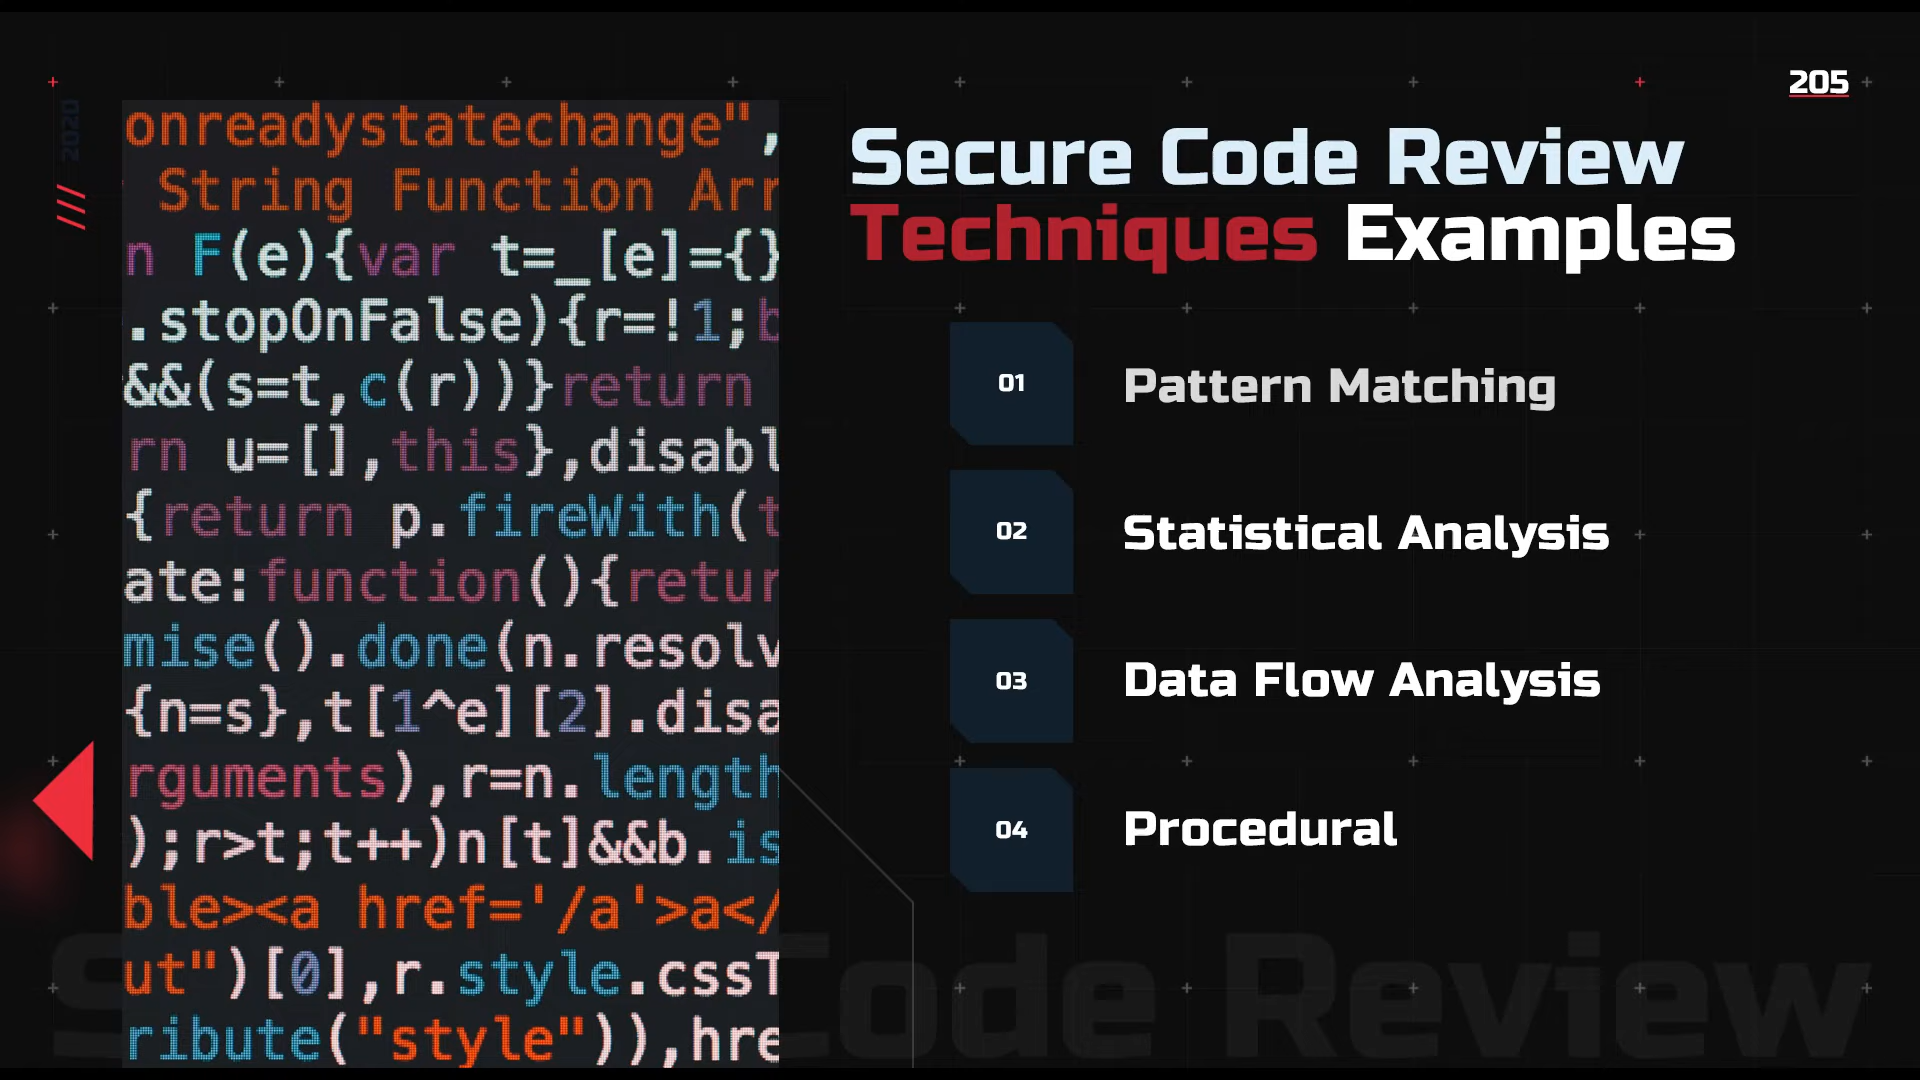 205
2020
onreadystatechange",
String Function Arr
n F(e){var t=_[e]={}
.stopOnFalse){r=!1;b
&&(s=t,c(r))}return
rn u=[],this},disabl
{return p.fireWith(t
ate:function(){retur
mise().done(n.resolv
{n=s},t[1^e][2].disa
rguments),r=n.length
);r>t;t++)n[t]&&b.is
ble><a href='/a'>a</
ut")[0],r.style.cssT
ribute("style")),hre
Secure Code Review
Techniques Examples
01 Pattern Matching
02 Statistical Analysis
03 Data Flow Analysis
04 Procedural
Code Review